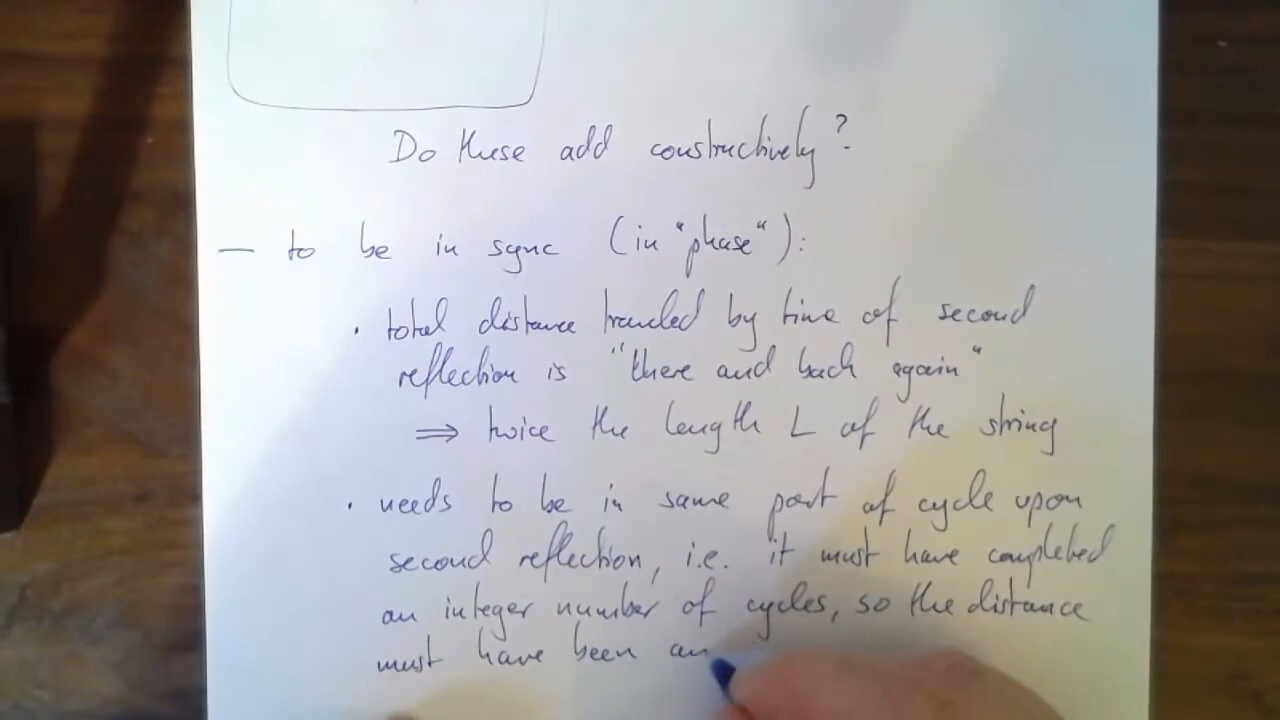 Do these add constructively?
— to be in sync (in "phase"):
· total distance traveled by time of second
reflection is "there and back again"
⇒ twice the length L of the string
· needs to be in same part of cycle upon
second reflection, i.e. it must have completed
an integer number of cycles, so the distance
must have been an